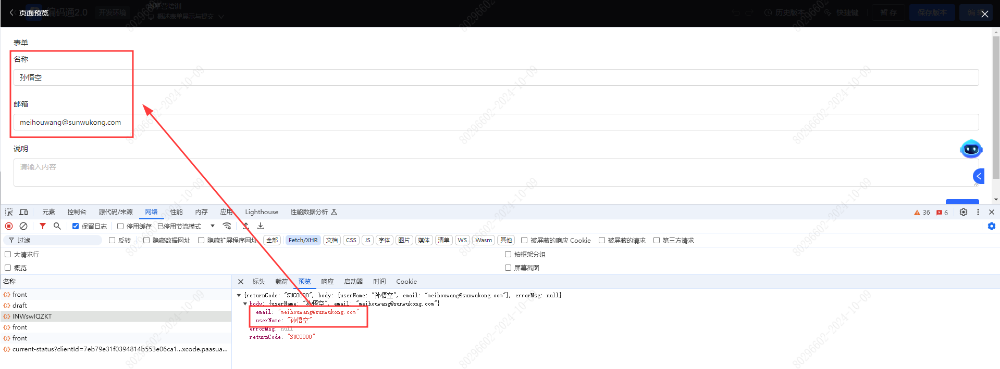 页面预览
编码通2.0
开发环境
享营培训
概述表单展示与提交
历史版本
快捷键
暂 存
保存版本
表单
名称
孙悟空
邮箱
meihouwang@sunwukong.com
说明
请输入内容
元素 控制台 源代码/来源 网络 性能 内存 应用 Lighthouse 性能数据分析 36 6
保留日志 停用缓存 已停用节流模式
过滤 反转 隐藏数据网址 隐藏扩展程序网址 全部 Fetch/XHR 文档 CSS JS 字体 图片 媒体 清单 WS Wasm 其他 被屏蔽的响应 Cookie 被屏蔽的请求 第三方请求
大请求行 按框架分组
概览 屏幕截图
名称 标头 载荷 预览 响应 启动器 时间 Cookie
front
draft
INWswIQZKT
front
front
current-status?clientId=7eb79e31f0394814b553e06ca1...xcode.paasua...
{returnCode: "SUC0000", body: {userName: "孙悟空", email: "meihouwang@sunwukong.com"}, errorMsg: null}
body: {userName: "孙悟空", email: "meihouwang@sunwukong.com"}
email: "meihouwang@sunwukong.com"
userName: "孙悟空"
errorMsg: null
returnCode: "SUC0000"
80296602-2024-10-09